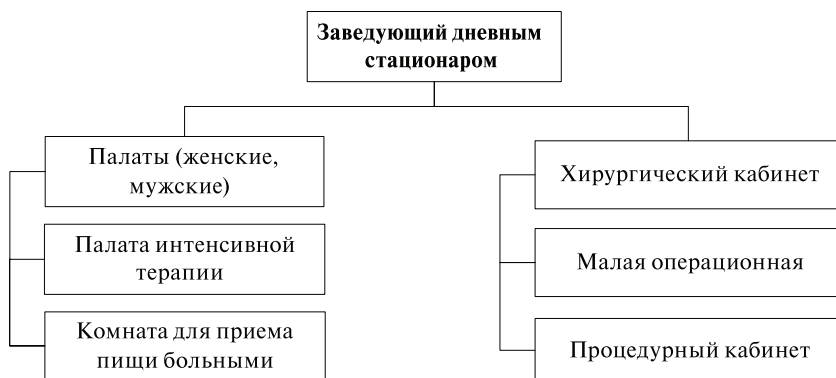 Заведующий дневным
стационаром
Палаты (женские,
мужские)
Палата интенсивной
терапии
Комната для приема
пищи больными
Хирургический кабинет
Малая операционная
Процедурный кабинет